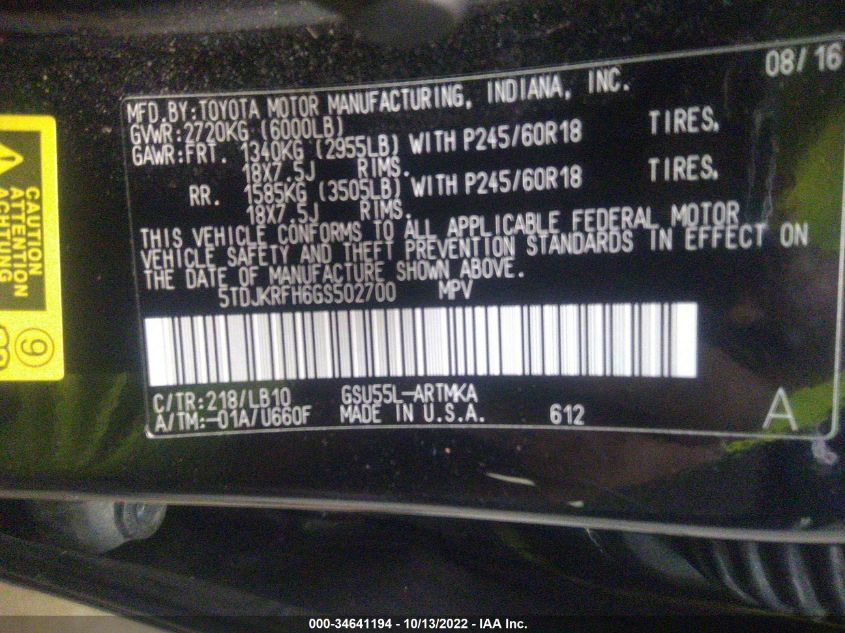 08/16
MFD.BY:TOYOTA MOTOR MANUFACTURING, INDIANA, INC.
GVWR:2720KG (6000LB)
GAWR:FRT. 1340KG (2955LB) WITH P245/60R18 TIRES,
18X7.5J RIMS.
RR. 1585KG (3505LB) WITH P245/60R18 TIRES,
18X7.5J RIMS.
THIS VEHICLE CONFORMS TO ALL APPLICABLE FEDERAL MOTOR
VEHICLE SAFETY AND THEFT PREVENTION STANDARDS IN EFFECT ON
THE DATE OF MANUFACTURE SHOWN ABOVE.
5TDJKRFH6GS502700 MPV
C/TR:218/LB10 GSU55L-ARTMKA
A/TM:-01A/U660F MADE IN U.S.A. 612 A
CAUTION
ATTENTION
ACHTUNG
9
000-34641194 - 10/13/2022 - IAA Inc.